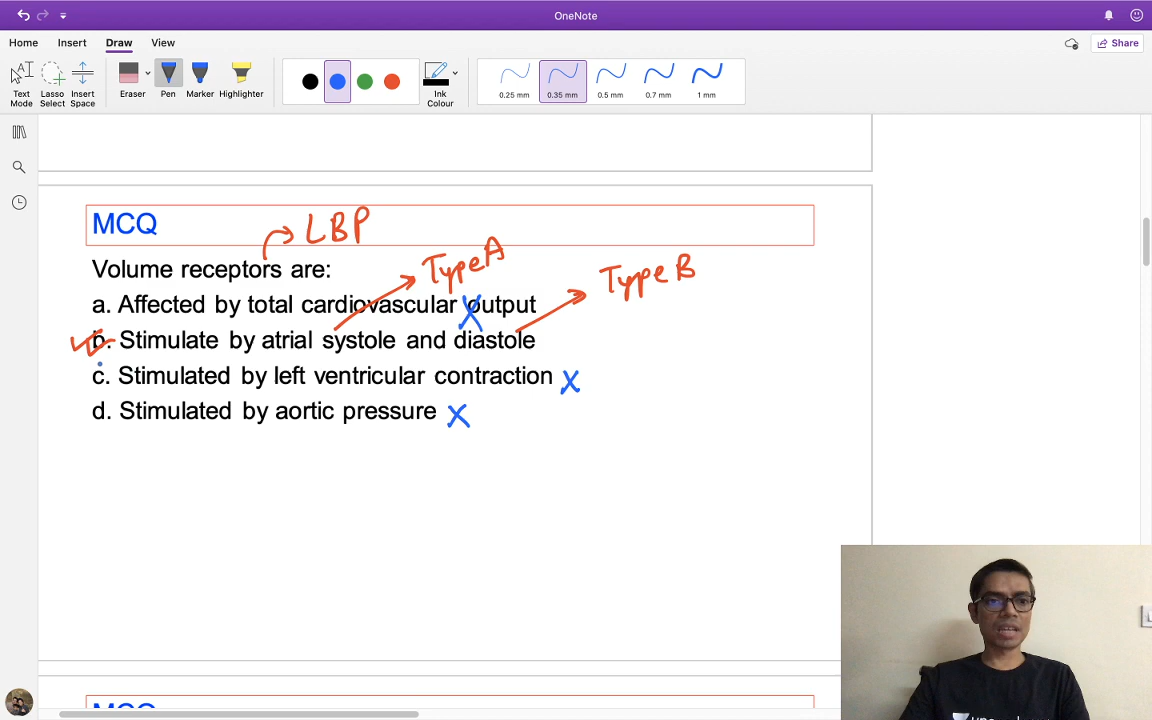 OneNote
Home Insert Draw View
Share
Text Mode
Lasso Select
Insert Space
Eraser
Pen
Marker
Highlighter
Ink Colour
0.25 mm
0.35 mm
0.5 mm
0.7 mm
1 mm
MCQ
LBP
Volume receptors are:
Type A
Type B
a. Affected by total cardiovascular output X
b. Stimulate by atrial systole and diastole
c. Stimulated by left ventricular contraction X
d. Stimulated by aortic pressure X
MCQ